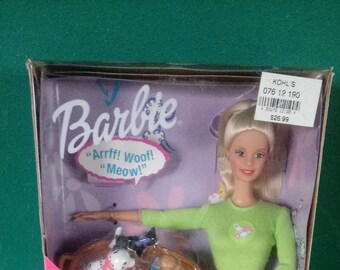 KOHL'S
076 12 190
$26.99
Barbie
"Arrff! Woof!
"Meow!"